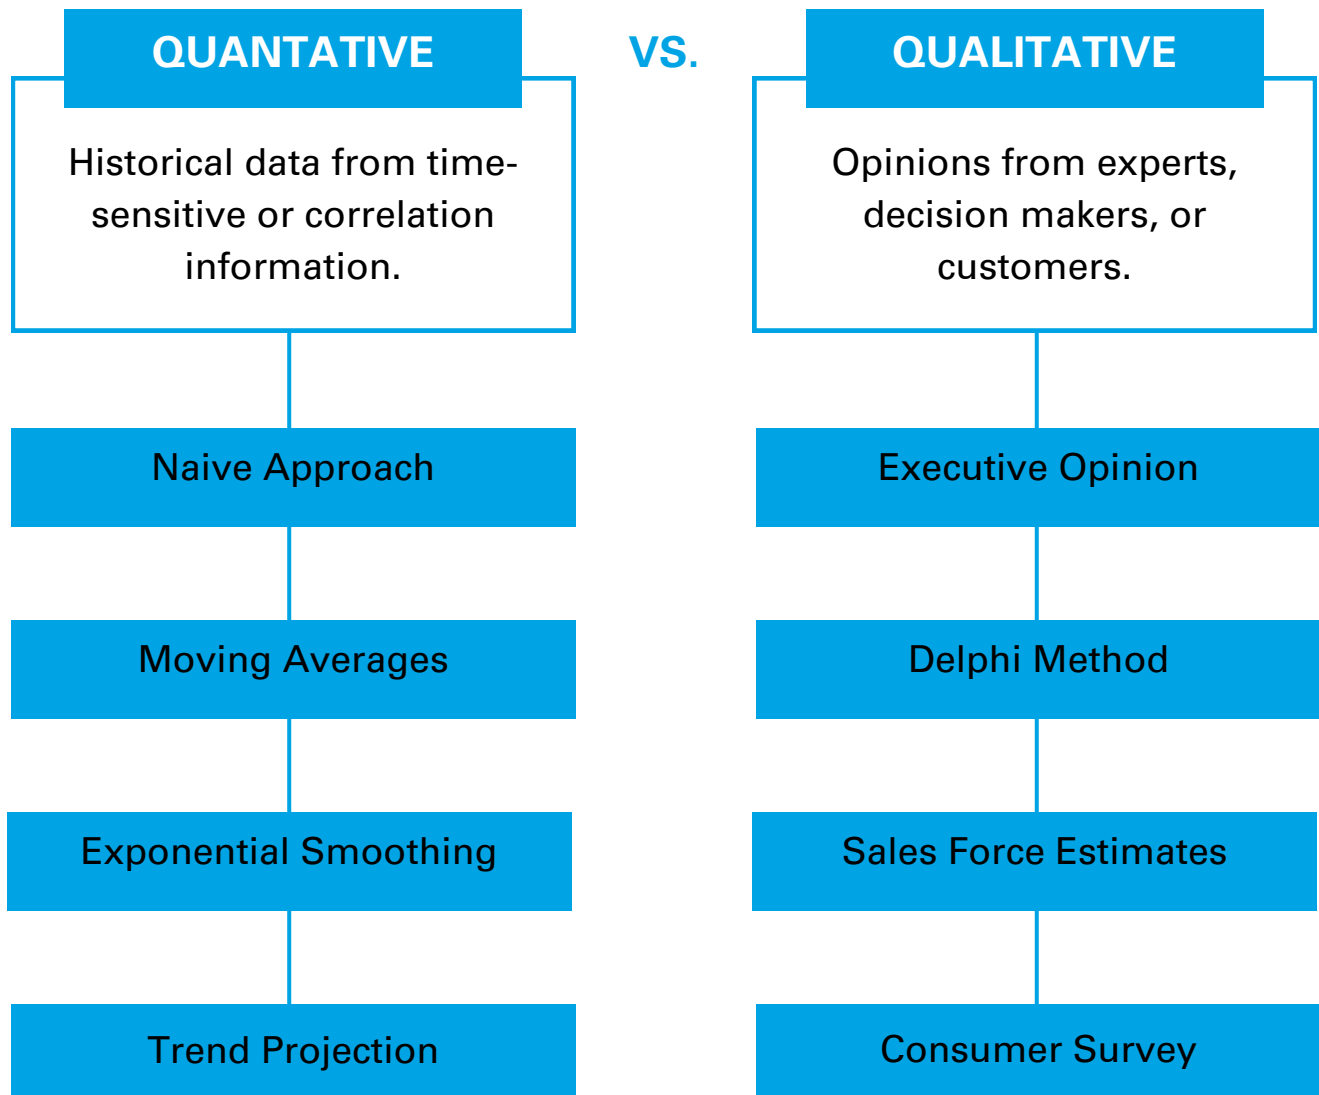 QUANTATIVE
VS.
QUALITATIVE
Historical data from time-
sensitive or correlation
information.
Opinions from experts,
decision makers, or
customers.
Naive Approach
Executive Opinion
Moving Averages
Delphi Method
Exponential Smoothing
Sales Force Estimates
Trend Projection
Consumer Survey